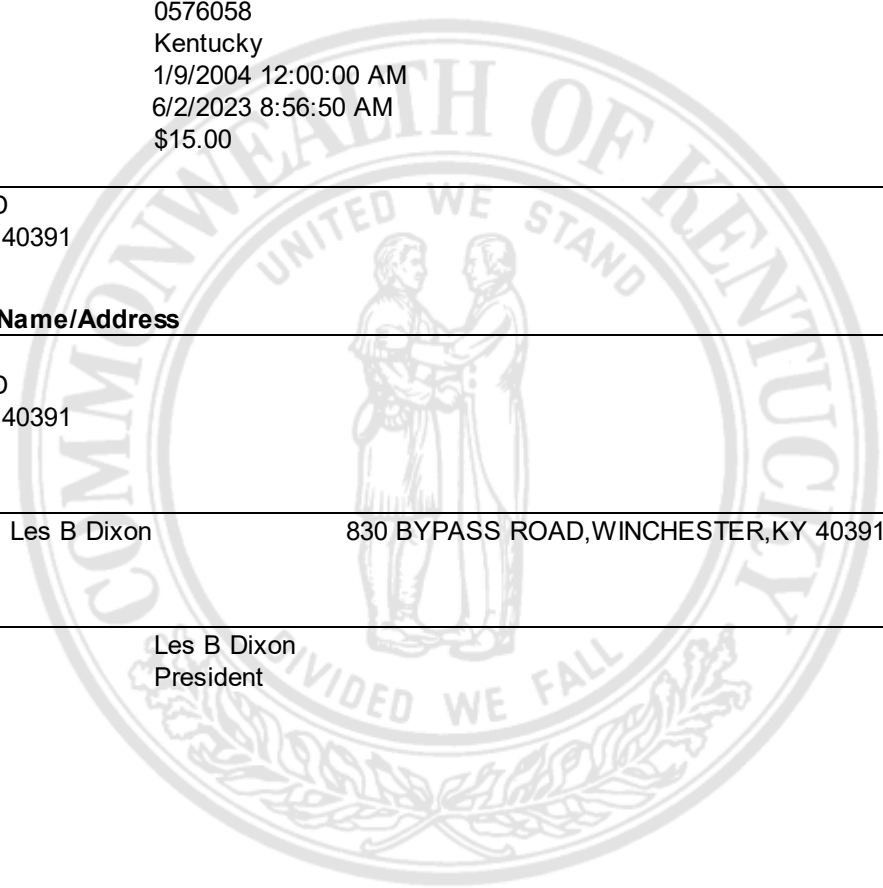 0576058
Kentucky
1/9/2004 12:00:00 AM
6/2/2023 8:56:50 AM
$15.00
D
40391
Name/Address
D
40391
Les B Dixon 830 BYPASS ROAD,WINCHESTER,KY 40391
Les B Dixon
President
COMMONWEALTH OF KENTUCKY
UNITED WE STAND
DIVIDED WE FALL